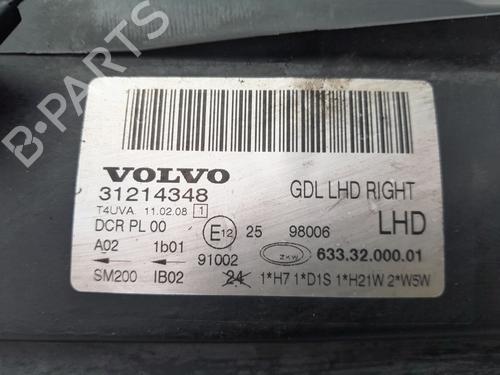 B-PARTS
VOLVO
31214348
GDL LHD RIGHT
T4UVA 11.02.08 1
LHD
DCR PL 00
E12 25 98006
A02 1b01
91002 ZKW 633.32.000.01
SM200 IB02 24 1*H7 1*D1S 1*H21W 2*W5W